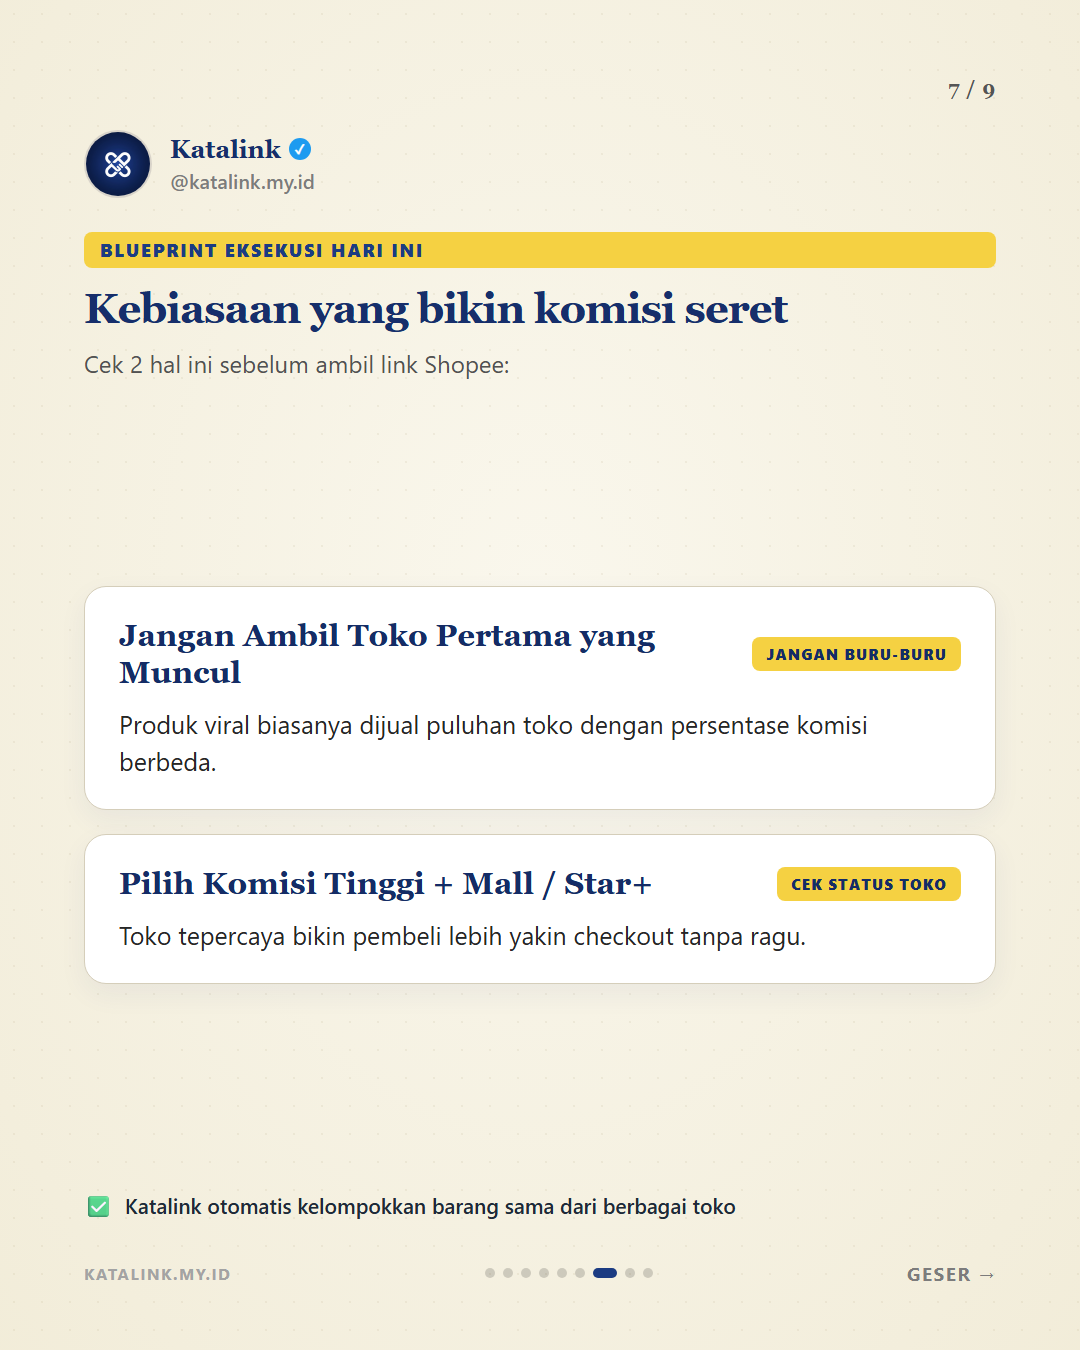 7 / 9
Katalink
@katalink.my.id
BLUEPRINT EKSEKUSI HARI INI
Kebiasaan yang bikin komisi seret
Cek 2 hal ini sebelum ambil link Shopee:
Jangan Ambil Toko Pertama yang
Muncul
JANGAN BURU-BURU
Produk viral biasanya dijual puluhan toko dengan persentase komisi
berbeda.
Pilih Komisi Tinggi + Mall / Star+
CEK STATUS TOKO
Toko tepercaya bikin pembeli lebih yakin checkout tanpa ragu.
✅ Katalink otomatis kelompokkan barang sama dari berbagai toko
KATALINK.MY.ID
GESER →